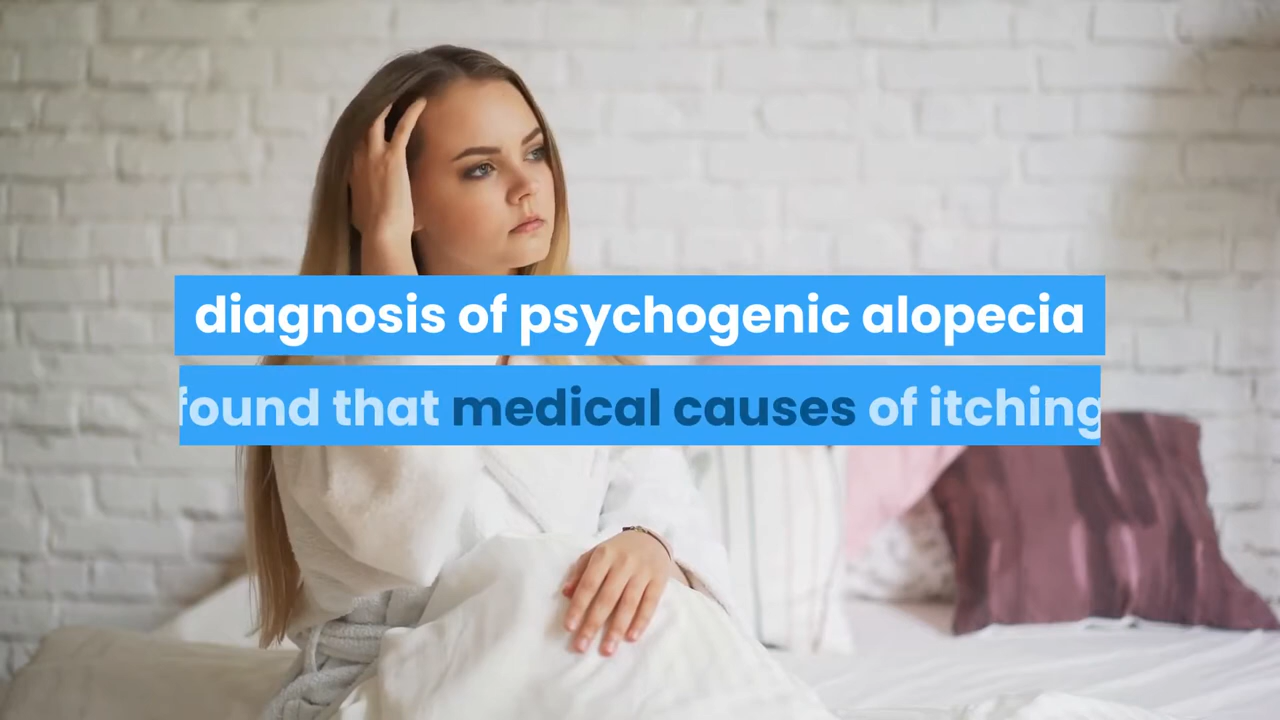 diagnosis of psychogenic alopecia
found that medical causes of itching